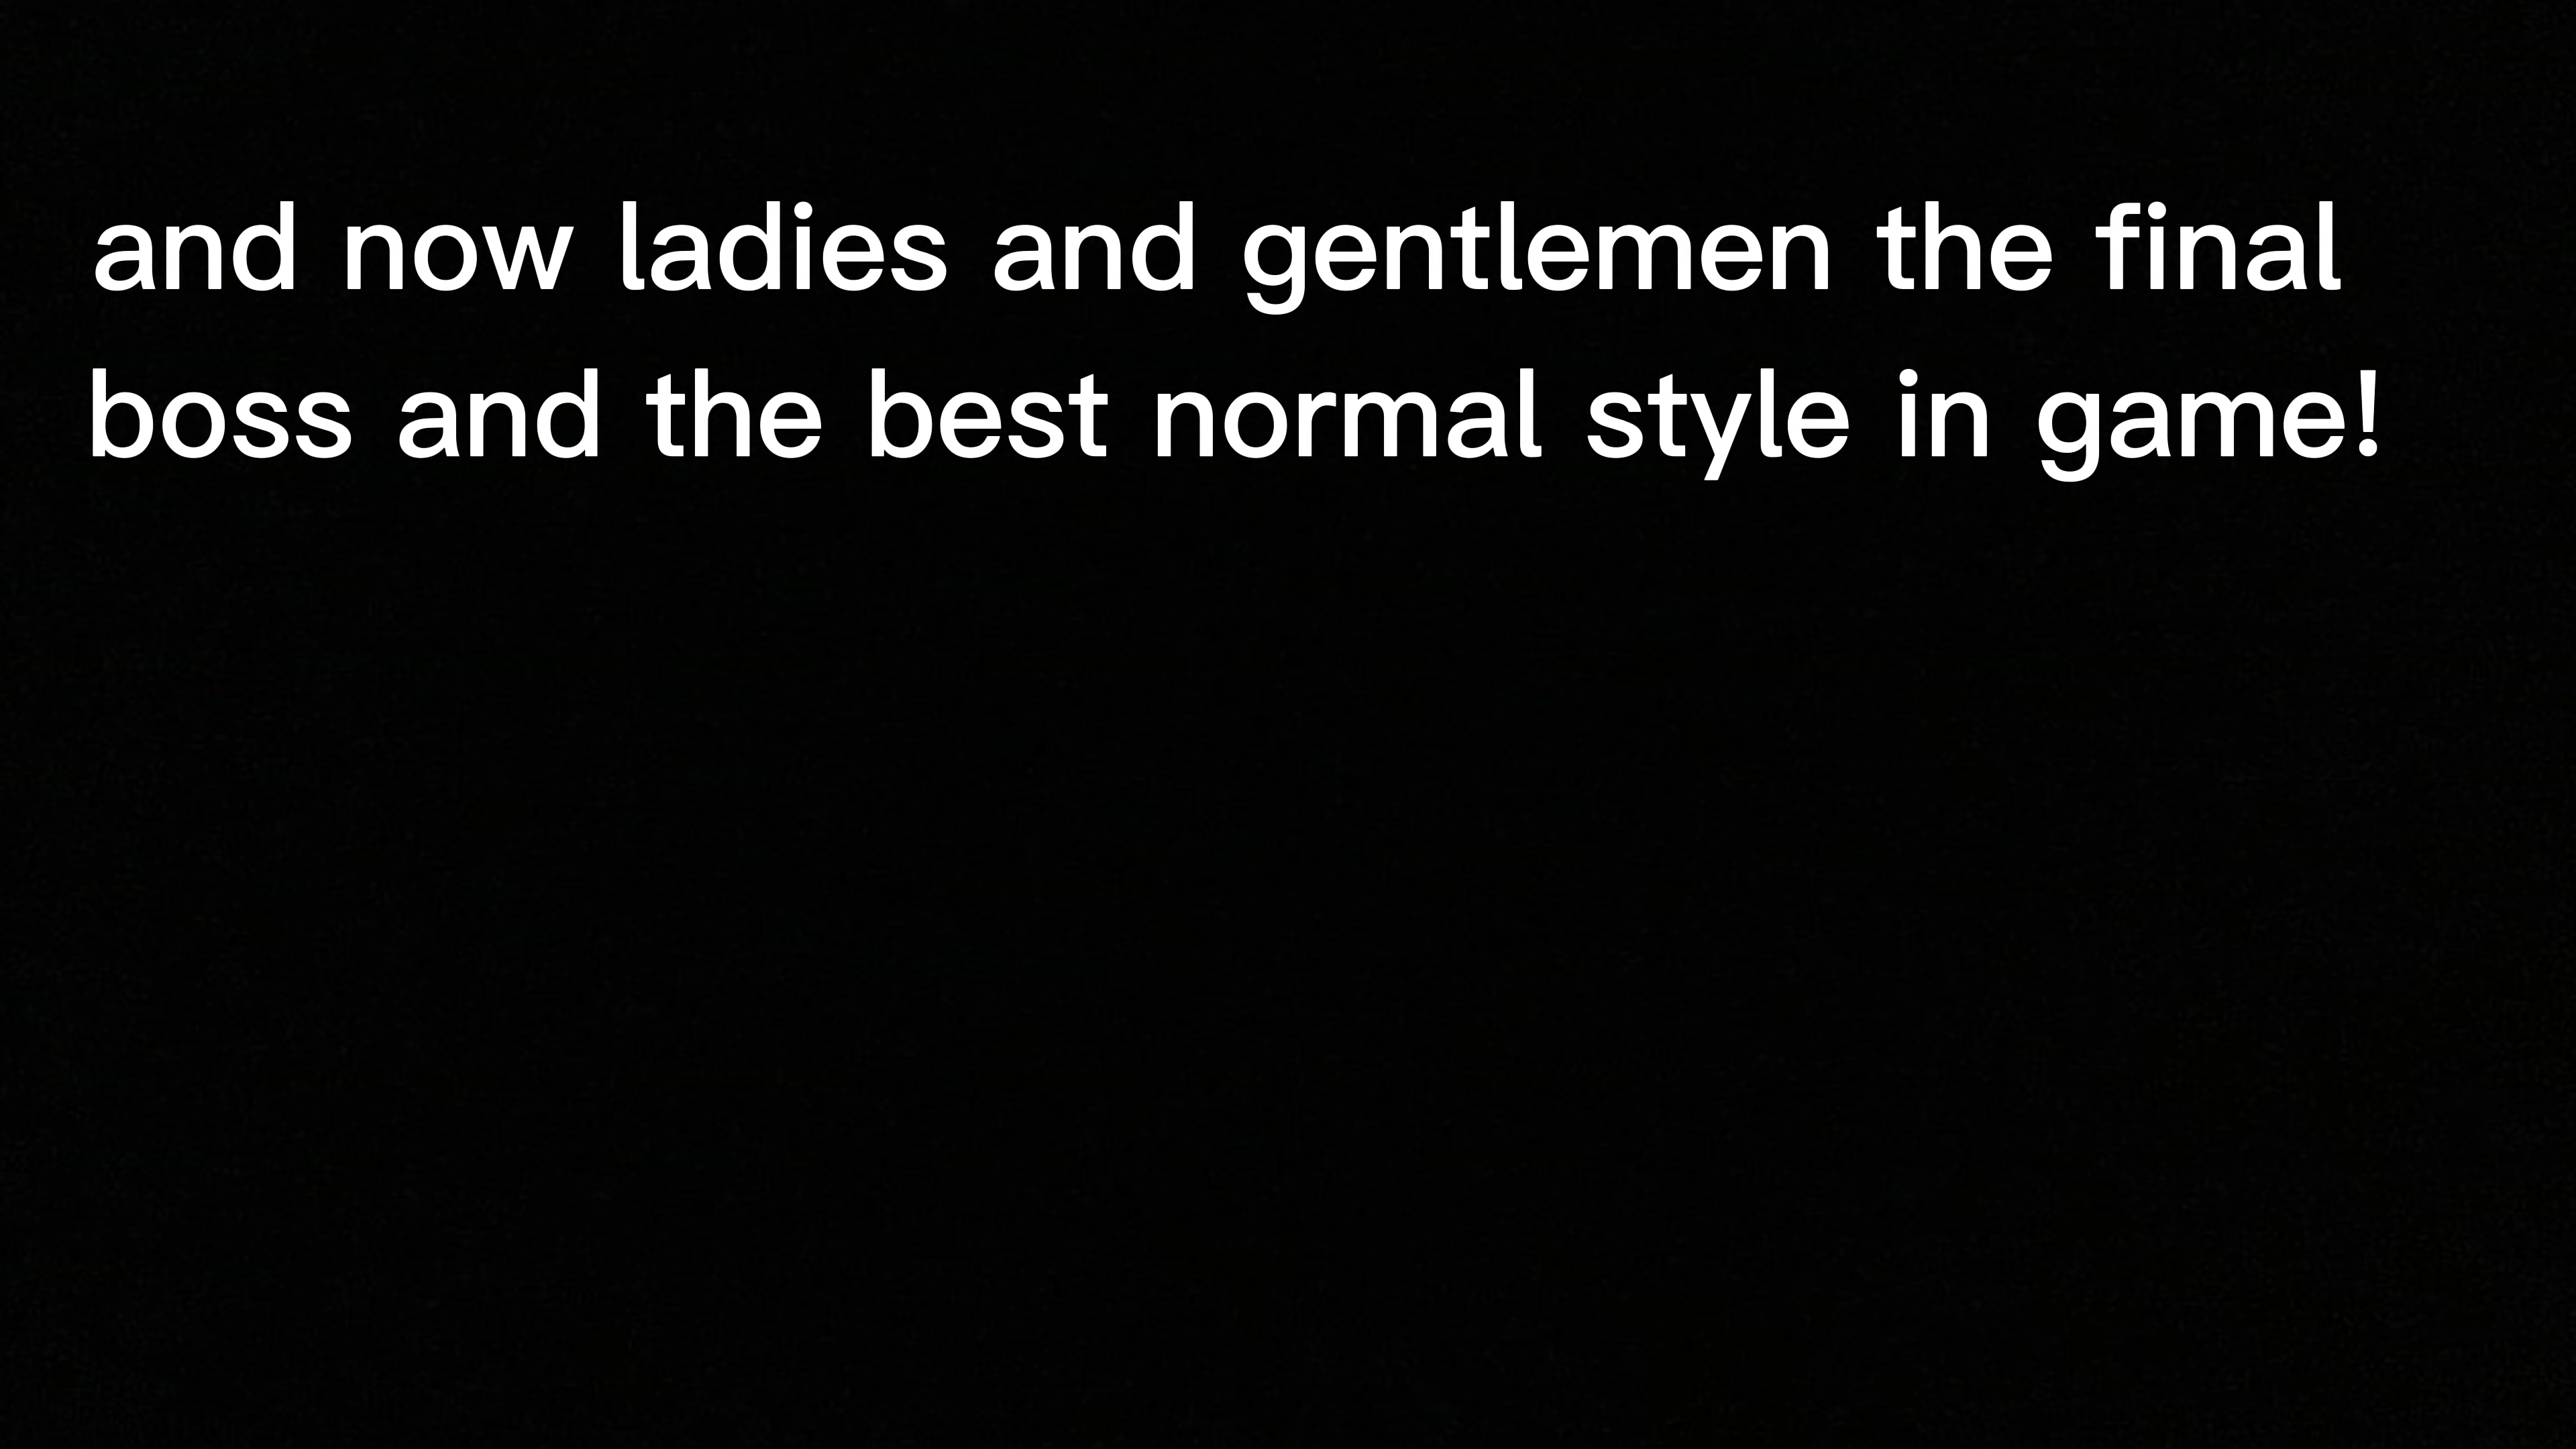 and now ladies and gentlemen the final
boss and the best normal style in game!